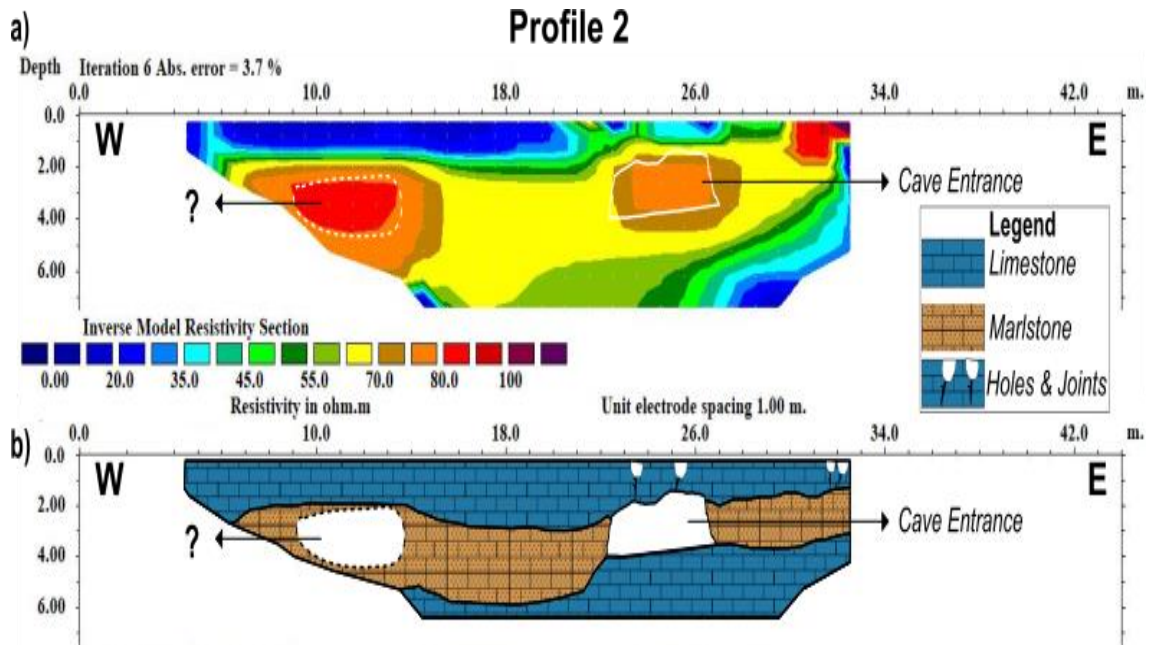 Profile 2
a)
Depth Iteration 6 Abs. error = 3.7 %
0.0 10.0 18.0 26.0 34.0 42.0 m.
0.0
W E
2.00
Cave Entrance
?
4.00
6.00
Legend
Limestone
Marlstone
Holes & Joints
Inverse Model Resistivity Section
0.00 20.0 35.0 45.0 55.0 70.0 80.0 100
Resistivity in ohm.m Unit electrode spacing 1.00 m.
b)
0.0 10.0 18.0 26.0 34.0 42.0 m.
0.0
W E
2.00
Cave Entrance
?
4.00
6.00